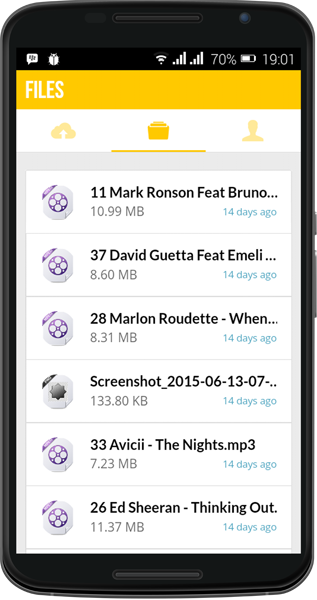 70% 19:01
FILES
11 Mark Ronson Feat Bruno...
10.99 MB 14 days ago
37 David Guetta Feat Emeli ...
8.60 MB 14 days ago
28 Marlon Roudette - When...
8.31 MB 14 days ago
Screenshot_2015-06-13-07-...
133.80 KB 14 days ago
33 Avicii - The Nights.mp3
7.23 MB 14 days ago
26 Ed Sheeran - Thinking Out.
11.37 MB 14 days ago